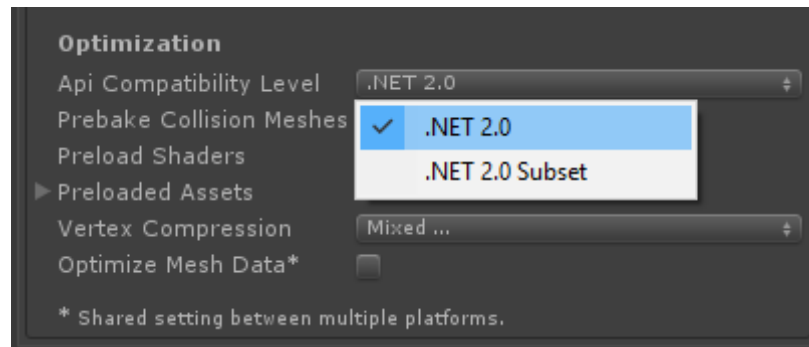 Optimization
Api Compatibility Level .NET 2.0
Prebake Collision Meshes .NET 2.0
Preload Shaders .NET 2.0 Subset
Preloaded Assets
Vertex Compression Mixed ...
Optimize Mesh Data*
* Shared setting between multiple platforms.